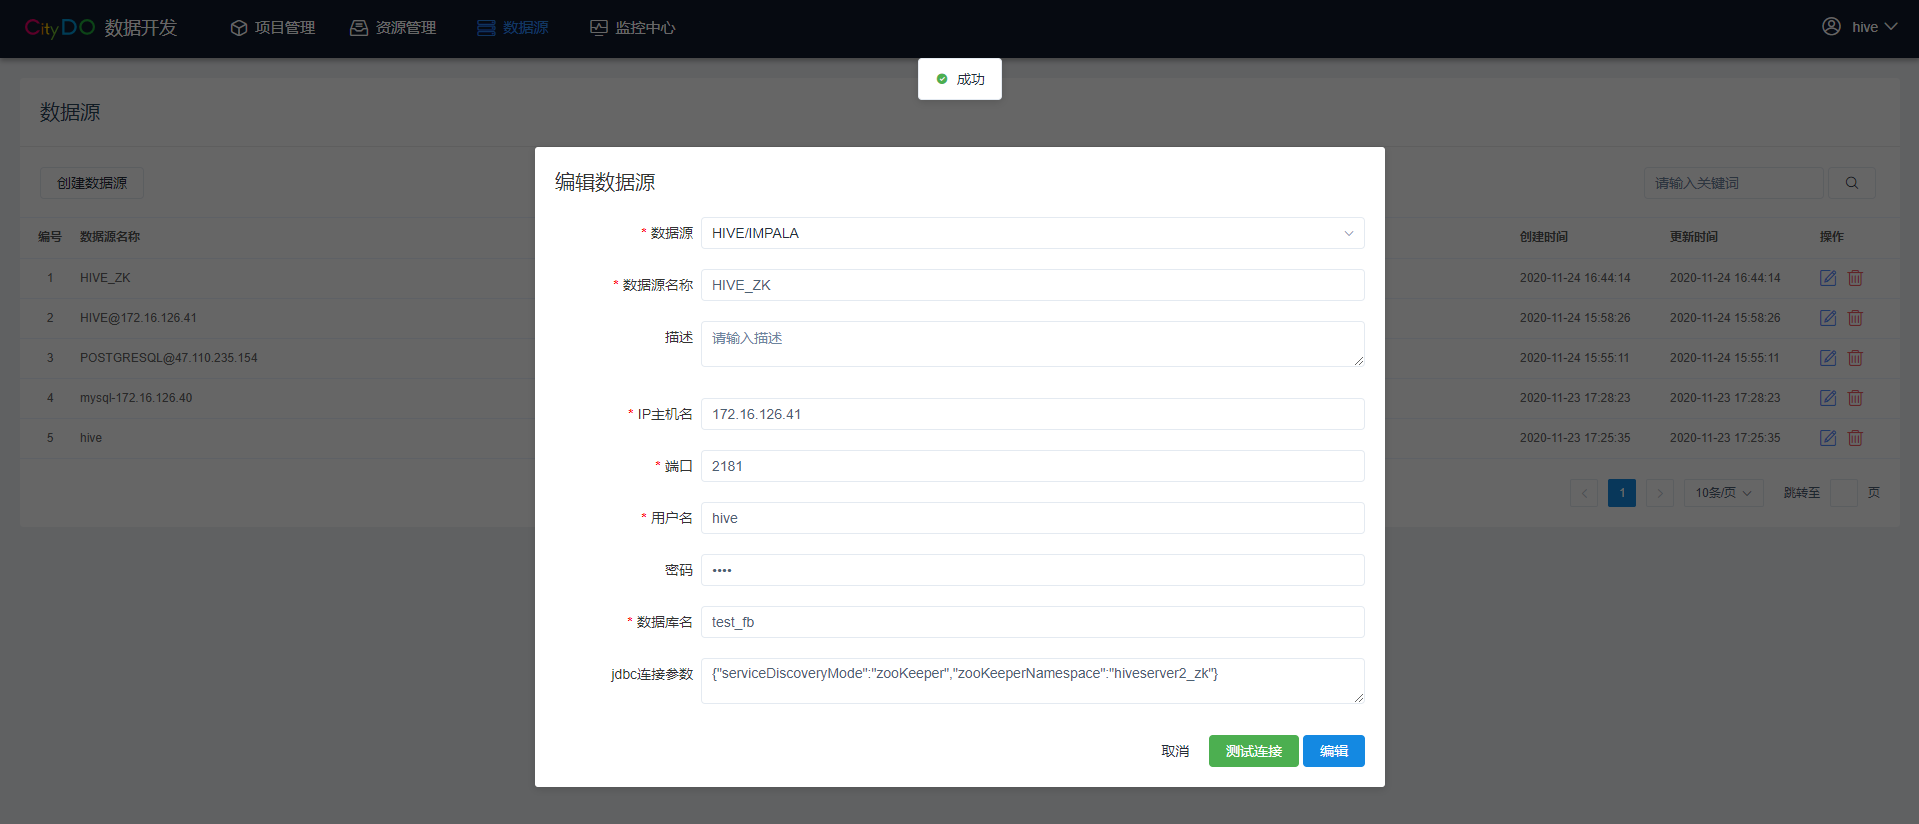 CityDO 数据开发 项目管理 资源管理 数据源 监控中心 hive
成功
数据源
创建数据源 请输入关键词
编号 数据源名称 创建时间 更新时间 操作
1 HIVE_ZK 2020-11-24 16:44:14 2020-11-24 16:44:14
2 HIVE@172.16.126.41 2020-11-24 15:58:26 2020-11-24 15:58:26
3 POSTGRESQL@47.110.235.154 2020-11-24 15:55:11 2020-11-24 15:55:11
4 mysql-172.16.126.40 2020-11-23 17:28:23 2020-11-23 17:28:23
5 hive 2020-11-23 17:25:35 2020-11-23 17:25:35
1 10条/页 跳转至 页
编辑数据源
* 数据源 HIVE/IMPALA
* 数据源名称 HIVE_ZK
描述 请输入描述
* IP主机名 172.16.126.41
* 端口 2181
* 用户名 hive
密码 ••••
* 数据库名 test_fb
jdbc连接参数 {"serviceDiscoveryMode":"zooKeeper","zooKeeperNamespace":"hiveserver2_zk"}
取消 测试连接 编辑